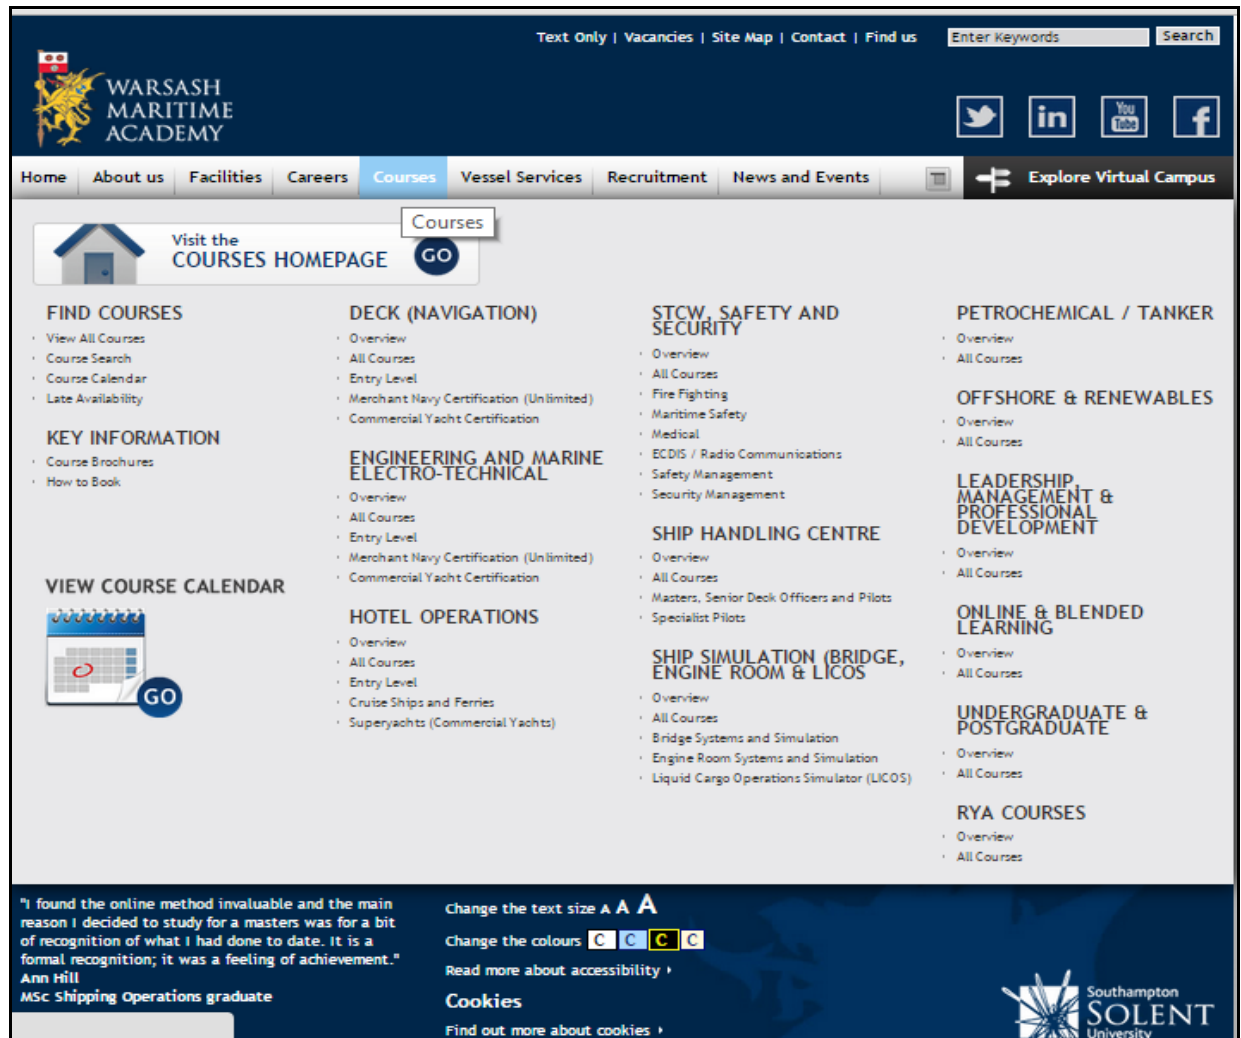 Text Only | Vacancies | Site Map | Contact | Find us
Enter Keywords
Search
WARSASH
MARITIME
ACADEMY
in
You
Tube
f
Home
About us
Facilities
Careers
Courses
Vessel Services
Recruitment
News and Events
Explore Virtual Campus
Courses
Visit the
COURSES HOMEPAGE
GO
FIND COURSES
View All Courses
Course Search
Course Calendar
Late Availability
KEY INFORMATION
Course Brochures
How to Book
VIEW COURSE CALENDAR
GO
DECK (NAVIGATION)
Overview
All Courses
Entry Level
Merchant Navy Certification (Unlimited)
Commercial Yacht Certification
ENGINEERING AND MARINE
ELECTRO-TECHNICAL
Overview
All Courses
Entry Level
Merchant Navy Certification (Unlimited)
Commercial Yacht Certification
HOTEL OPERATIONS
Overview
All Courses
Entry Level
Cruise Ships and Ferries
Superyachts (Commercial Yachts)
STCW, SAFETY AND
SECURITY
Overview
All Courses
Fire Fighting
Maritime Safety
Medical
ECDIS / Radio Communications
Safety Management
Security Management
SHIP HANDLING CENTRE
Overview
All Courses
Masters, Senior Deck Officers and Pilots
Specialist Pilots
SHIP SIMULATION (BRIDGE,
ENGINE ROOM & LICOS
Overview
All Courses
Bridge Systems and Simulation
Engine Room Systems and Simulation
Liquid Cargo Operations Simulator (LICOS)
PETROCHEMICAL / TANKER
Overview
All Courses
OFFSHORE & RENEWABLES
Overview
All Courses
LEADERSHIP,
MANAGEMENT &
PROFESSIONAL
DEVELOPMENT
Overview
All Courses
ONLINE & BLENDED
LEARNING
Overview
All Courses
UNDERGRADUATE &
POSTGRADUATE
Overview
All Courses
RYA COURSES
Overview
All Courses
"I found the online method invaluable and the main
reason I decided to study for a masters was for a bit
of recognition of what I had done to date. It is a
formal recognition; it was a feeling of achievement."
Ann Hill
MSc Shipping Operations graduate
Change the text size A A A
Change the colours C C C C
Read more about accessibility
Cookies
Find out more about cookies
Southampton
SOLENT
University